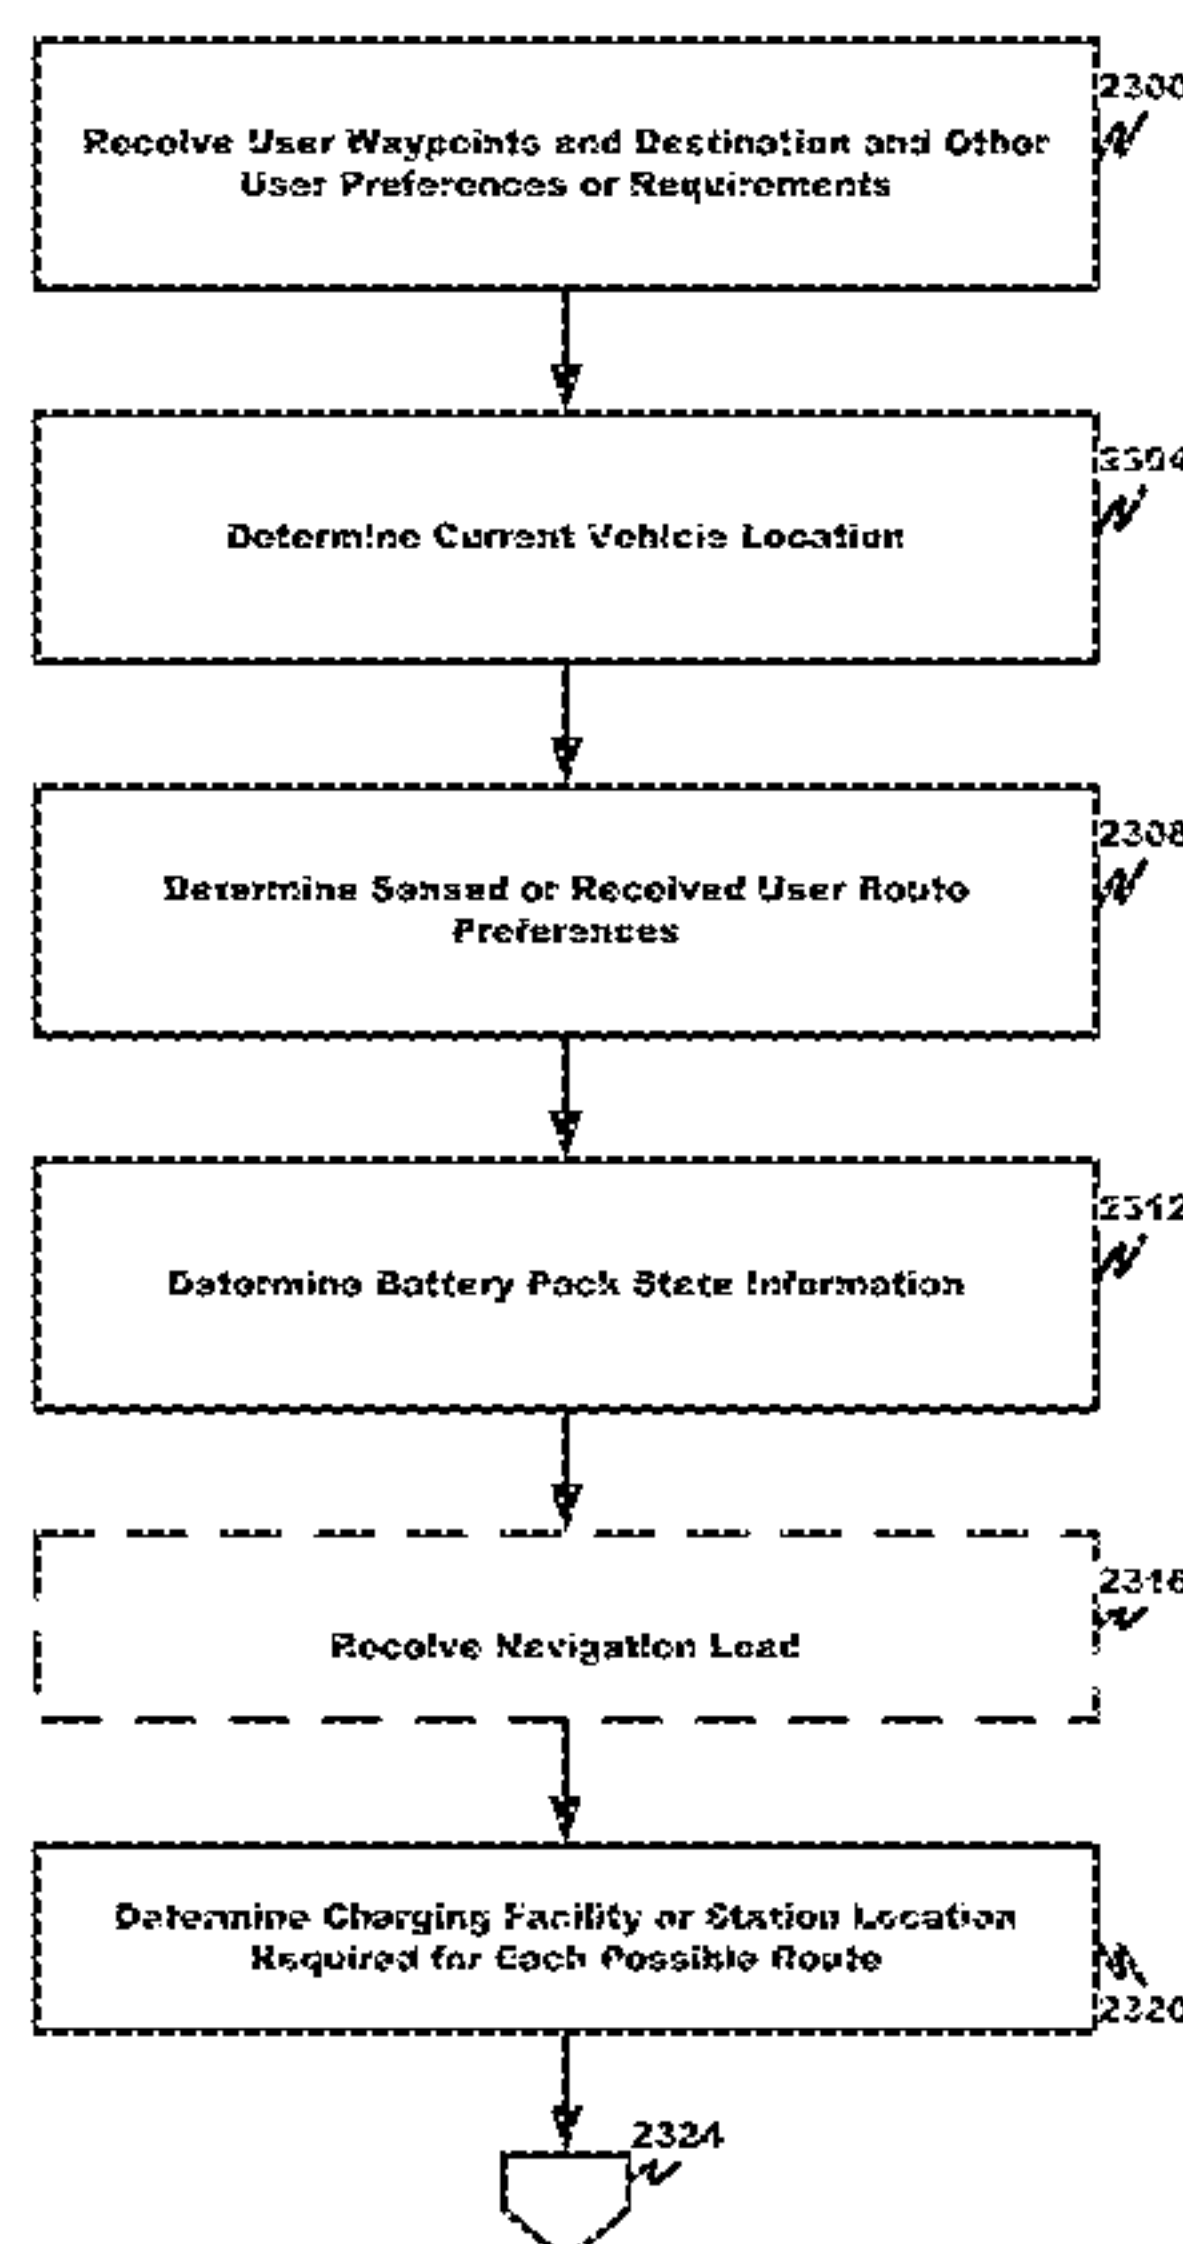 2300
Receive User Waypoints and Destination and Other
User Preferences or Requirements
2304
Determine Current Vehicle Location
2308
Determine Sensed or Received User Route
Preferences
2312
Determine Battery Pack State Information
2316
Receive Navigation Load
Determine Charging Facility or Station Location
Required for Each Possible Route
2320
2324